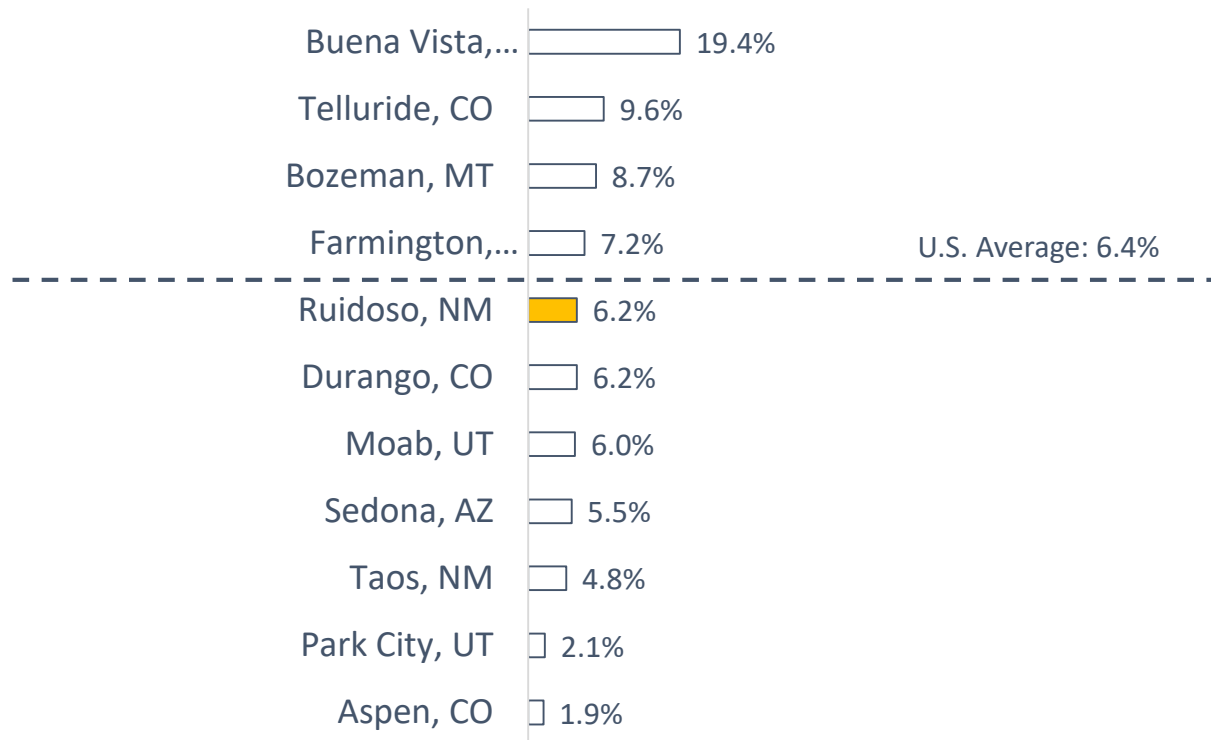 Buena Vista,... 19.4%
Telluride, CO 9.6%
Bozeman, MT 8.7%
Farmington,... 7.2%
U.S. Average: 6.4%
Ruidoso, NM 6.2%
Durango, CO 6.2%
Moab, UT 6.0%
Sedona, AZ 5.5%
Taos, NM 4.8%
Park City, UT 2.1%
Aspen, CO 1.9%